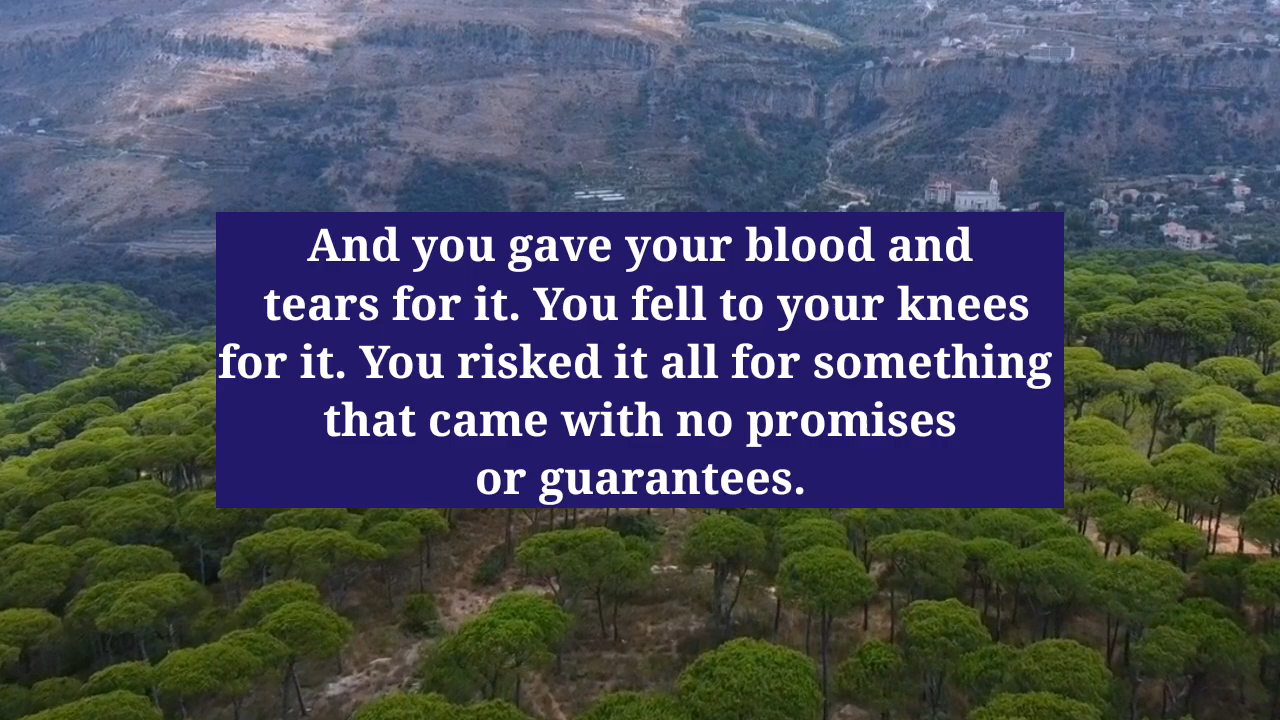 And you gave your blood and
tears for it. You fell to your knees
for it. You risked it all for something
that came with no promises
or guarantees.